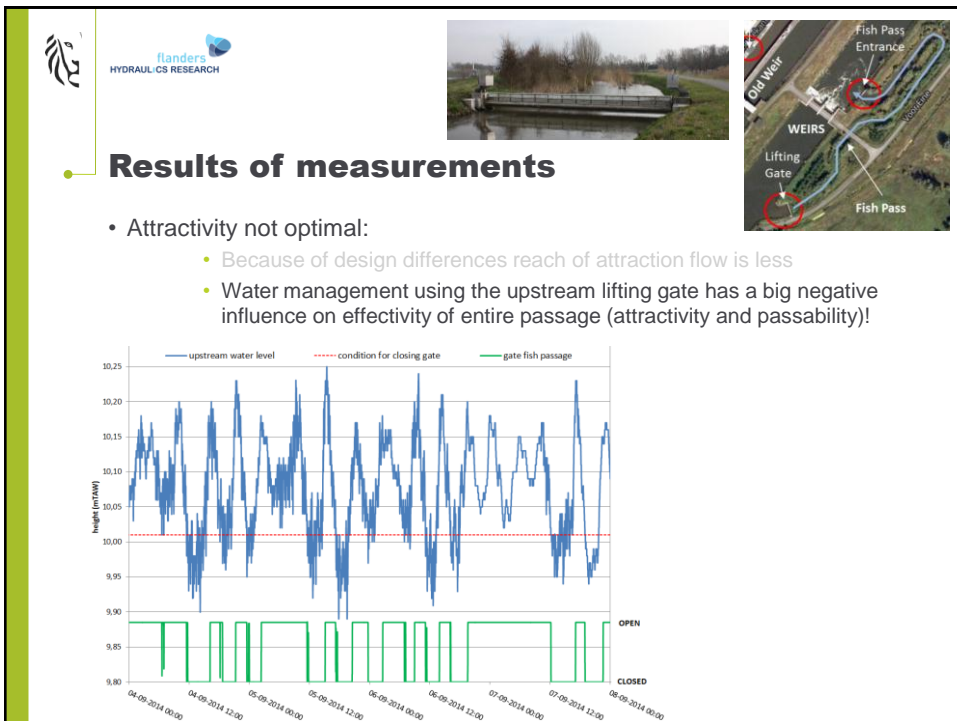 flanders
HYDRAULICS RESEARCH
Fish Pass
Entrance
Old Weir
Woodline
WEIRS
Lifting
Gate
Fish Pass
Results of measurements
• Attractivity not optimal:
• Because of design differences reach of attraction flow is less
• Water management using the upstream lifting gate has a big negative
influence on effectivity of entire passage (attractivity and passability)!
upstream water level
condition for closing gate
gate fish passage
height (mTAW)
10,25
10,20
10,15
10,10
10,05
10,00
9,95
9,90
9,85
9,80
OPEN
CLOSED
04-09-2014 00:00
04-09-2014 12:00
05-09-2014 00:00
05-09-2014 12:00
06-09-2014 00:00
06-09-2014 12:00
07-09-2014 00:00
07-09-2014 12:00
08-09-2014 00:00